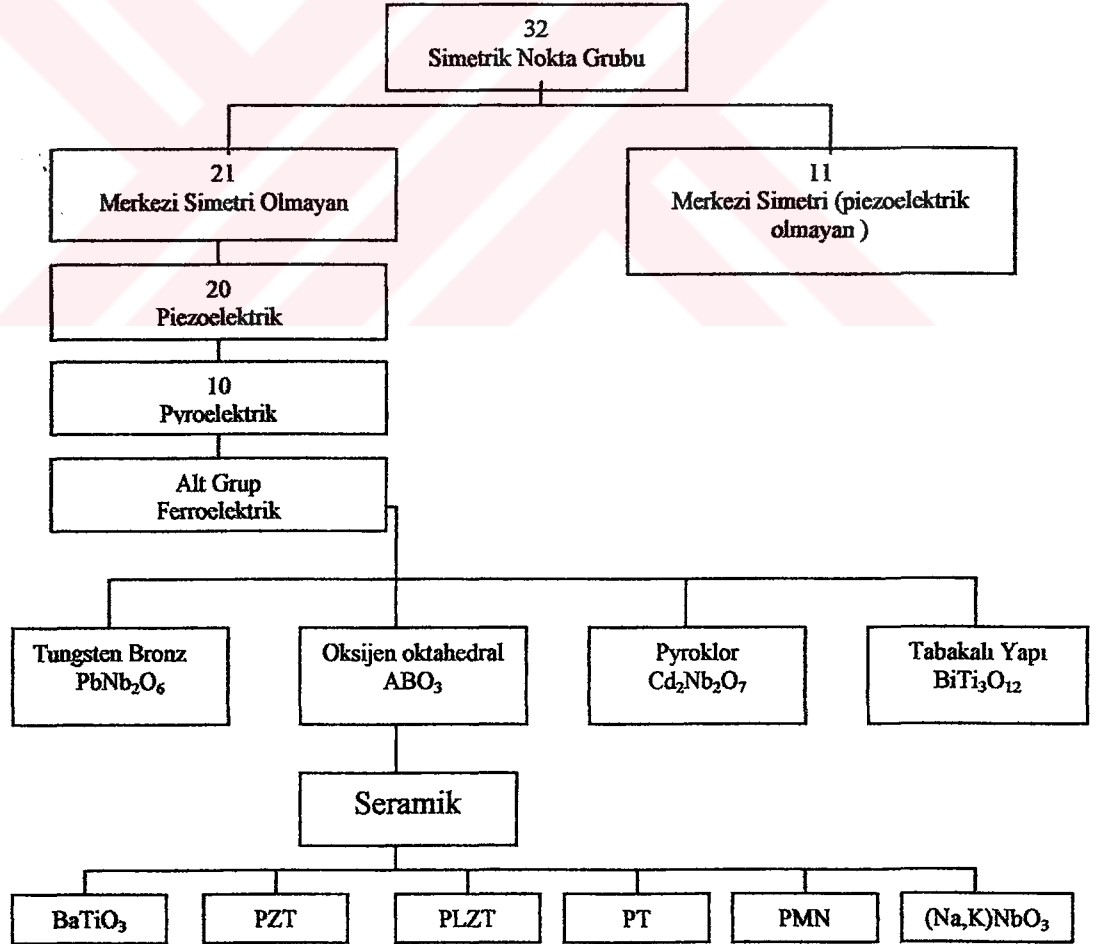 32
Simetrik Nokta Grubu
21
Merkezi Simetri Olmayan
11
Merkezi Simetri (piezoelektrik
olmayan )
20
Piezoelektrik
10
Pyroelektrik
Alt Grup
Ferroelektrik
Tungsten Bronz
PbNb₂O₆
Oksijen oktahedral
ABO₃
Pyroklor
Cd₂Nb₂O₇
Tabakalı Yapı
BiTi₃O₁₂
Seramik
BaTiO₃
PZT
PLZT
PT
PMN
(Na,K)NbO₃